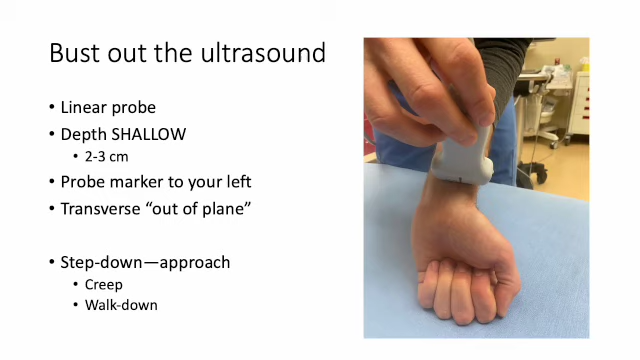 Bust out the ultrasound
• Linear probe
• Depth SHALLOW
• 2-3 cm
• Probe marker to your left
• Transverse “out of plane”
• Step-down—approach
• Creep
• Walk-down